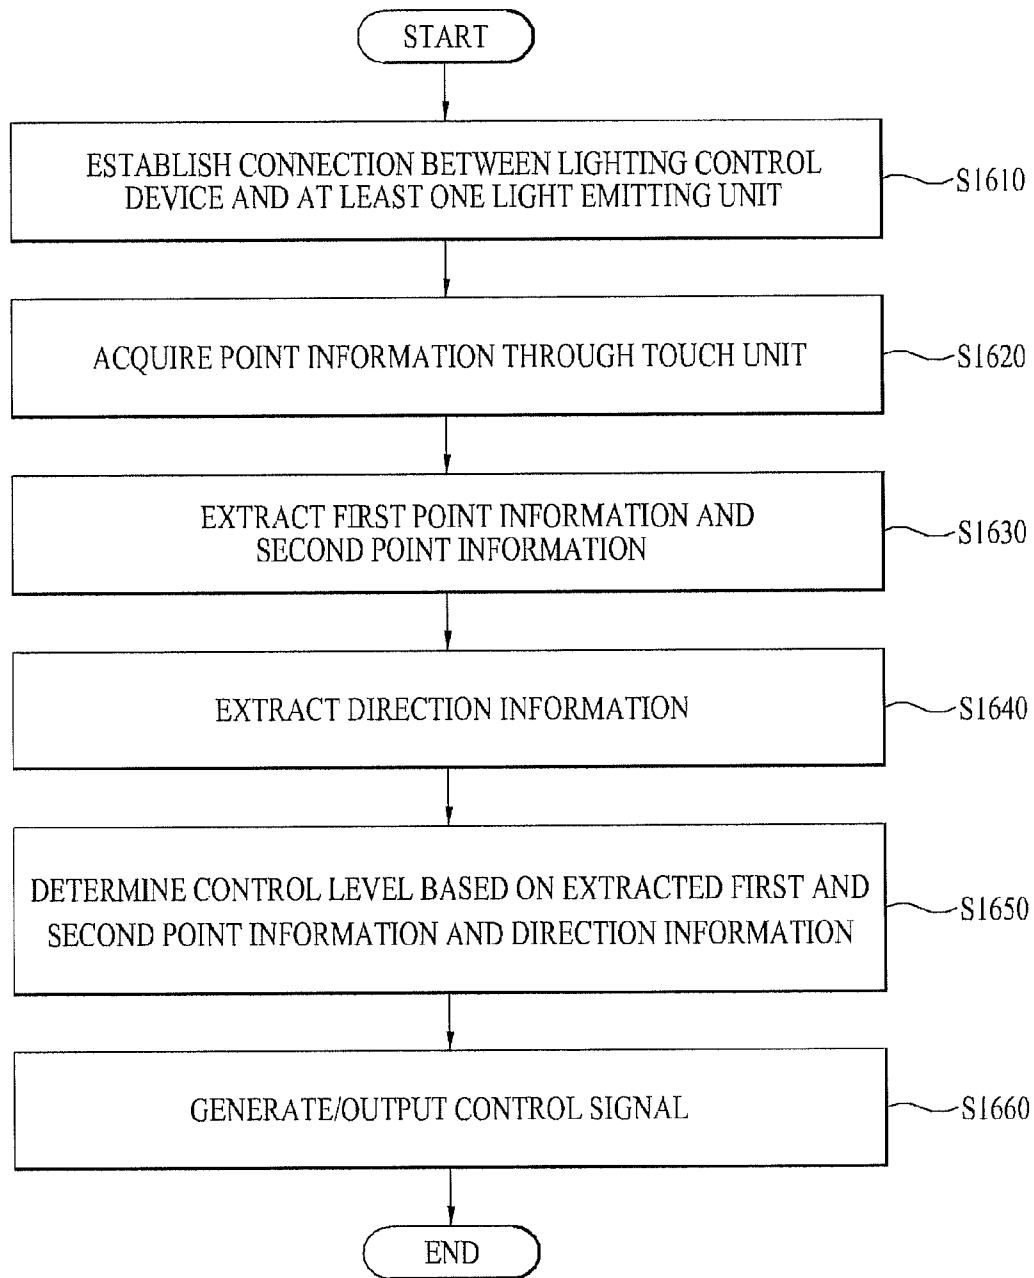 START
ESTABLISH CONNECTION BETWEEN LIGHTING CONTROL
DEVICE AND AT LEAST ONE LIGHT EMITTING UNIT
S1610
ACQUIRE POINT INFORMATION THROUGH TOUCH UNIT
S1620
EXTRACT FIRST POINT INFORMATION AND
SECOND POINT INFORMATION
S1630
EXTRACT DIRECTION INFORMATION
S1640
DETERMINE CONTROL LEVEL BASED ON EXTRACTED FIRST AND
SECOND POINT INFORMATION AND DIRECTION INFORMATION
S1650
GENERATE/OUTPUT CONTROL SIGNAL
S1660
END